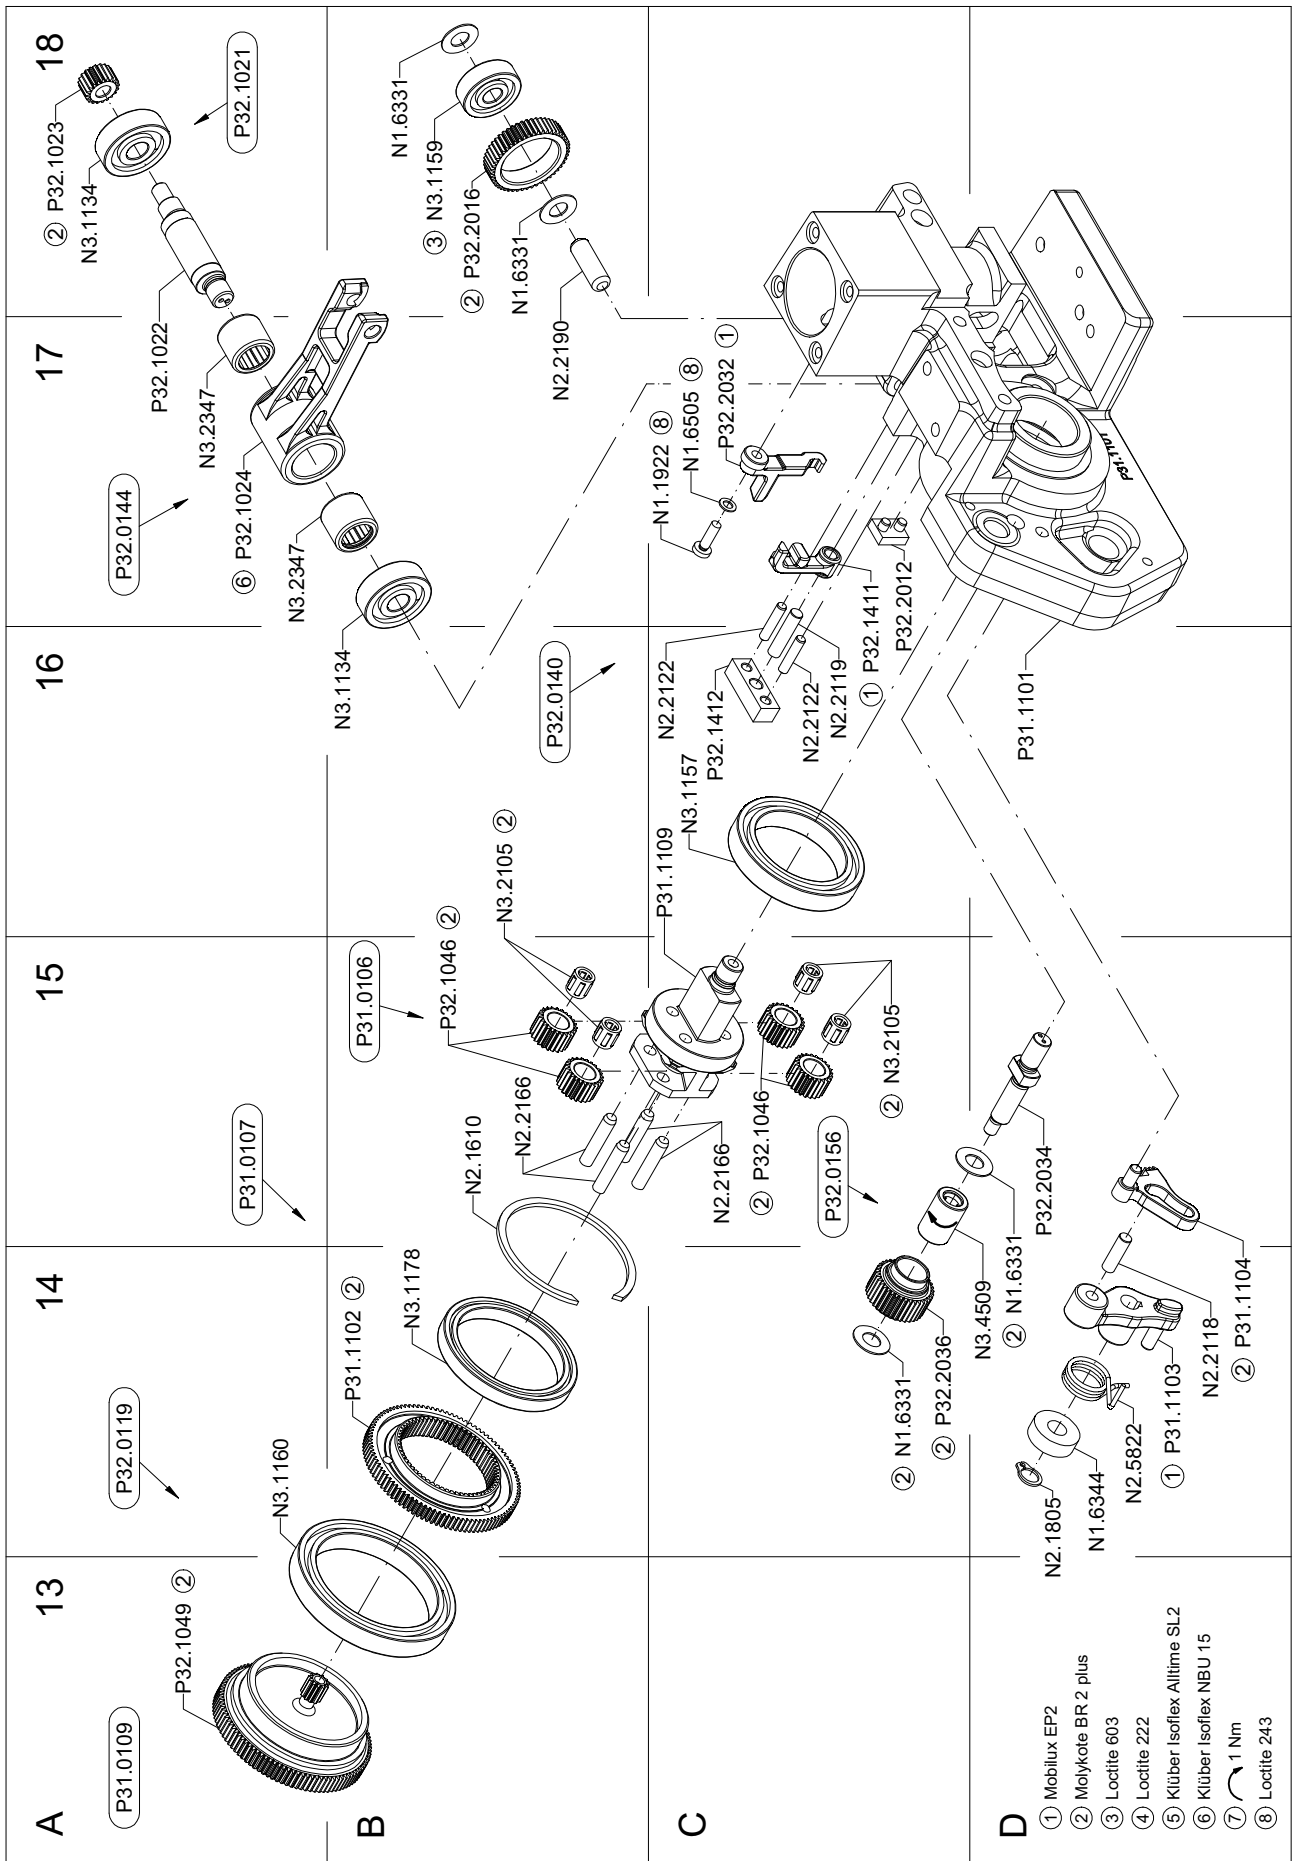 A
B
C
D
13
14
15
16
17
18
P31.0109
P32.1049 ②
P32.0119
N3.1160
P31.1102 ②
N3.1178
P31.0107
N2.1610
N2.2166
N2.2166
P31.0106
P32.1046 ②
N3.2105 ②
P31.1109
N3.1157
② P32.1046
② N3.2105
P32.0144
P32.1021
② P32.1023
N3.1134
P32.1022
N3.2347
⑥ P32.1024
N3.2347
N3.1134
N1.6331
③ N3.1159
② P32.2016
N1.6331
N2.2190
P32.0140
N1.1922 ⑧
N1.6505 ⑧
P32.2032 ①
N2.2122
P32.1412
N2.2122
N2.2119
① P32.1411
P32.2012
P31.1101
P31.1101
P32.0156
② N1.6331
② P32.2036
N3.4509
② N1.6331
P32.2034
N2.1805
N1.6344
N2.5822
① P31.1103
N2.2118
② P31.1104
① Mobilux EP2
② Molykote BR 2 plus
③ Loctite 603
④ Loctite 222
⑤ Klüber Isoflex Alltime SL2
⑥ Klüber Isoflex NBU 15
⑦ 1 Nm
⑧ Loctite 243